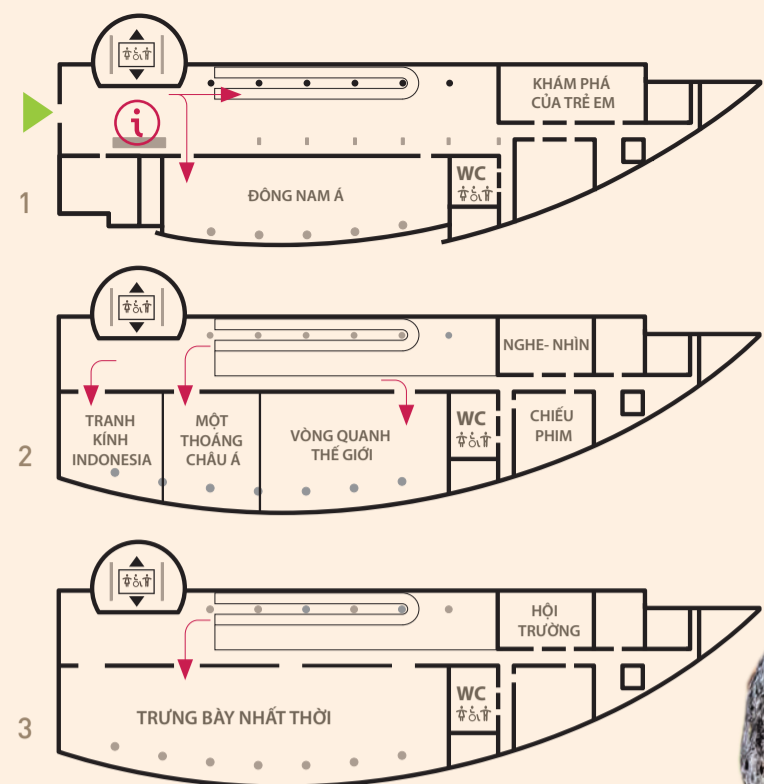 KHÁM PHÁ
CỦA TRẺ EM
i
WC
1
ĐÔNG NAM Á
NGHE- NHÌN
TRANH
KÍNH
INDONESIA
MỘT
THOÁNG
CHÂU Á
VÒNG QUANH
THẾ GIỚI
WC
CHIẾU
PHIM
2
HỘI
TRƯỜNG
WC
TRƯNG BÀY NHẤT THỜI
3